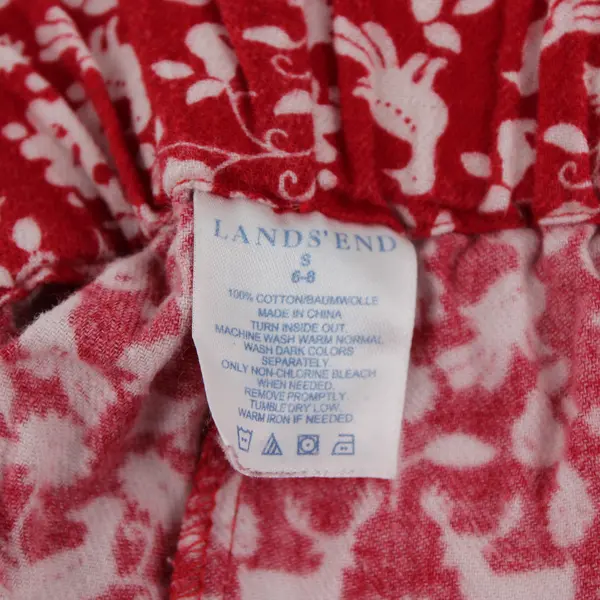 LANDS' END
S
6-8
100% COTTON/BAUMWOLLE
MADE IN CHINA
TURN INSIDE OUT.
MACHINE WASH WARM NORMAL
WASH DARK COLORS
SEPARATELY.
ONLY NON-CHLORINE BLEACH
WHEN NEEDED.
REMOVE PROMPTLY.
TUMBLE DRY LOW.
WARM IRON IF NEEDED.